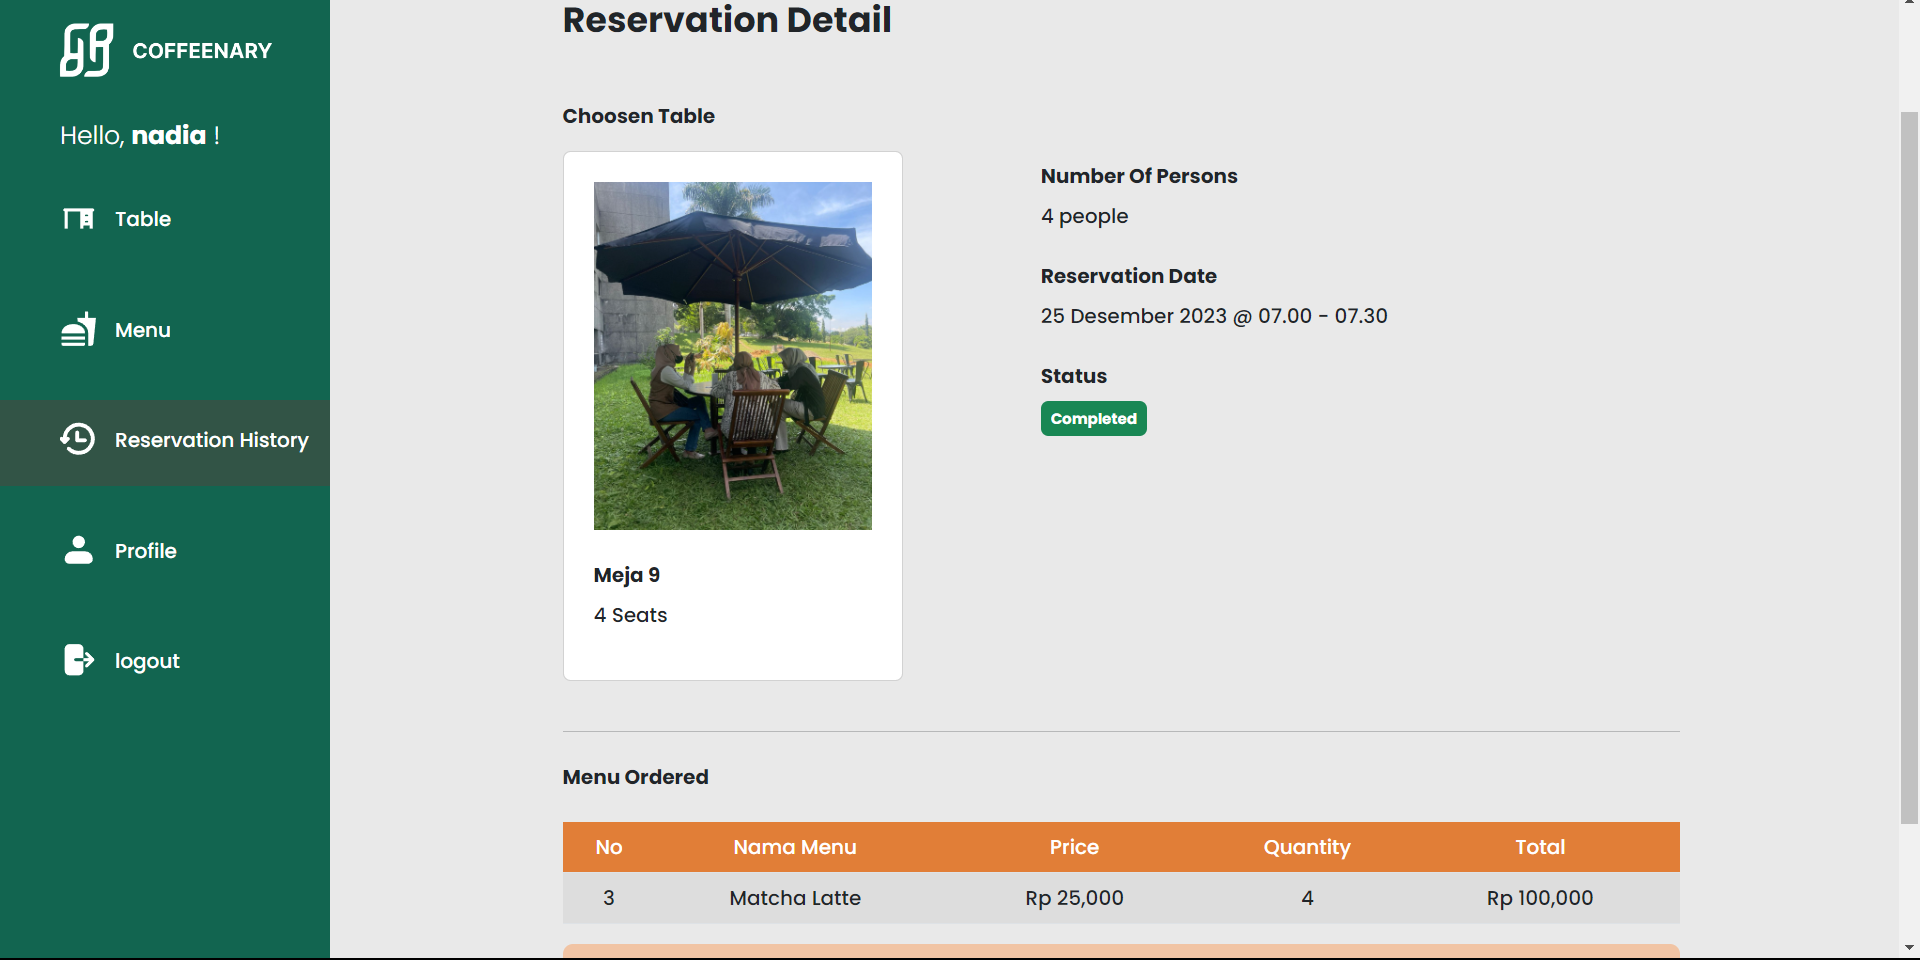 COFFEENARY
Hello, nadia !
Table
Menu
Reservation History
Profile
logout
Reservation Detail
Choosen Table
Meja 9
4 Seats
Number Of Persons
4 people
Reservation Date
25 Desember 2023 @ 07.00 - 07.30
Status
Completed
Menu Ordered
No Nama Menu Price Quantity Total
3 Matcha Latte Rp 25,000 4 Rp 100,000